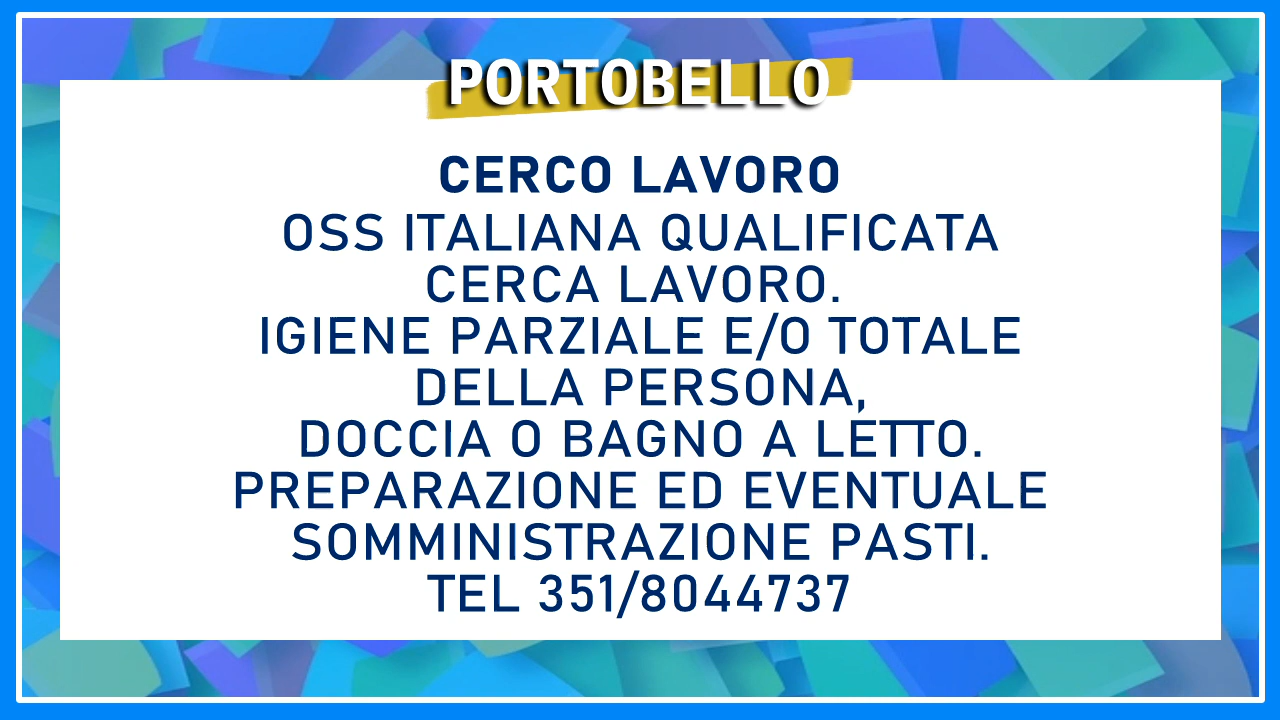 PORTOBELLO
CERCO LAVORO
OSS ITALIANA QUALIFICATA
CERCA LAVORO.
IGIENE PARZIALE E/O TOTALE
DELLA PERSONA,
DOCCIA O BAGNO A LETTO.
PREPARAZIONE ED EVENTUALE
SOMMINISTRAZIONE PASTI.
TEL 351/8044737